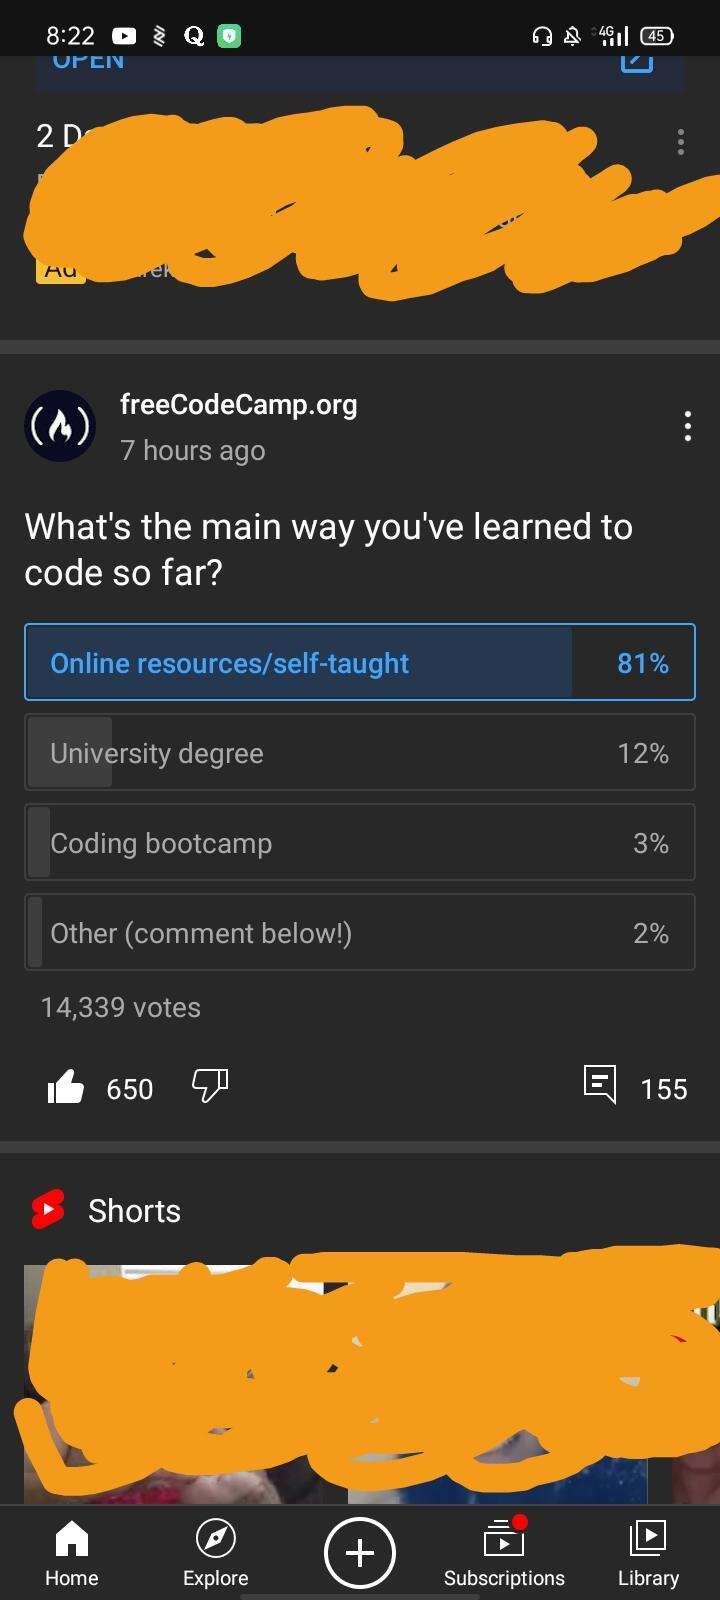 8:22
4G
45
OPEN
2
Ad
freeCodeCamp.org
7 hours ago
What's the main way you've learned to
code so far?
Online resources/self-taught 81%
University degree 12%
Coding bootcamp 3%
Other (comment below!) 2%
14,339 votes
650 155
Shorts
Home Explore Subscriptions Library